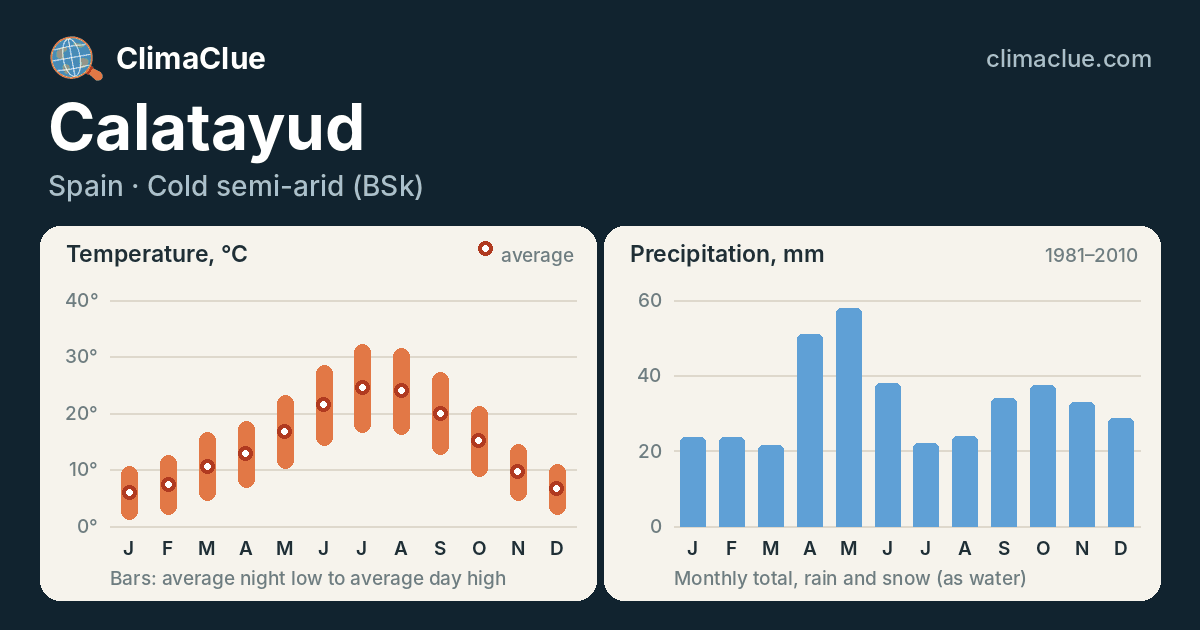 ClimaClue
climaclue.com
Calatayud
Spain · Cold semi-arid (BSk)
Temperature, °C
average
40°
30°
20°
10°
0°
J F M A M J J A S O N D
Bars: average night low to average day high
Precipitation, mm
1981–2010
60
40
20
0
J F M A M J J A S O N D
Monthly total, rain and snow (as water)